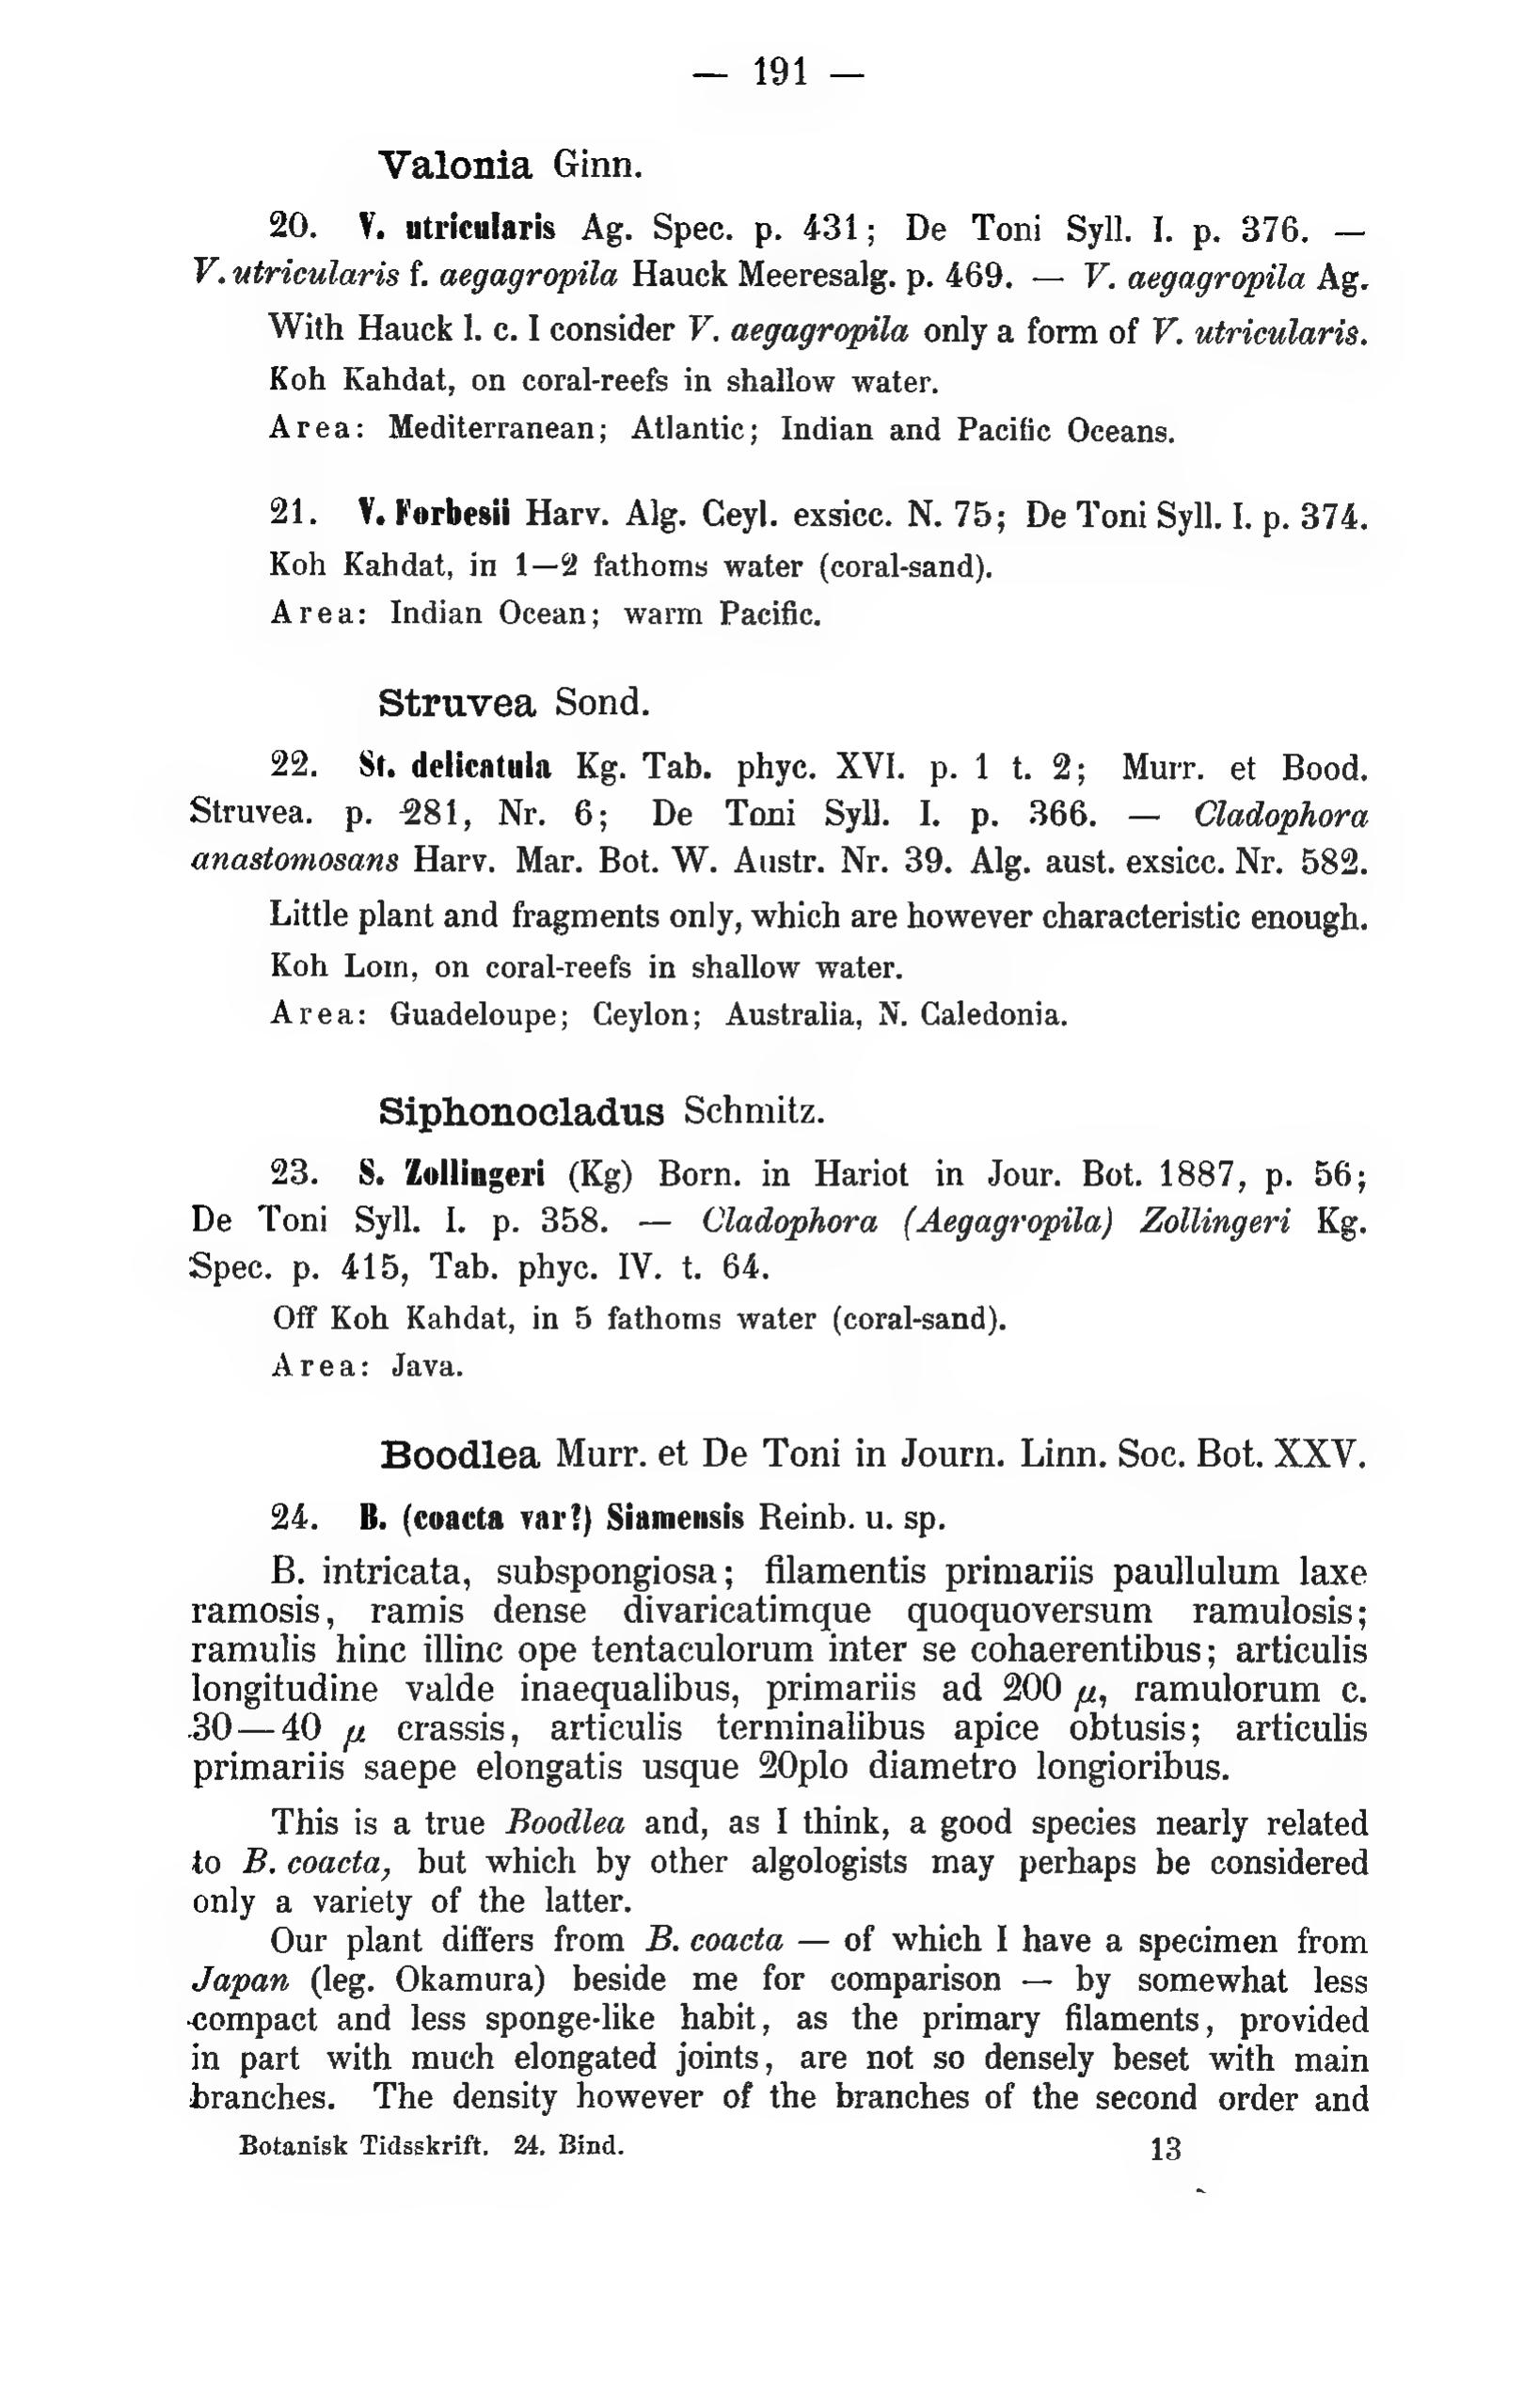 — 191 —
Valonia Ginn.
20. V. utricularis Ag. Spec. p. 431; De Toni Syll. I. p. 376. —
V. utricularis f. aegagropila Hauck Meeresalg. p. 469. — V. aegagropila Ag.
With Hauck l. c. I consider V. aegagropila only a form of V. utricularis.
Koh Kahdat, on coral-reefs in shallow water.
Area: Mediterranean; Atlantic; Indian and Pacific Oceans.
21. V. Forbesii Harv. Alg. Ceyl. exsicc. N. 75; De Toni Syll. I. p. 374.
Koh Kahdat, in 1—2 fathoms water (coral-sand).
Area: Indian Ocean; warm Pacific.
Struvea Sond.
22. St. delicatula Kg. Tab. phyc. XVI. p. 1 t. 2; Murr. et Bood.
Struvea. p. 281, Nr. 6; De Toni Syll. I. p. 366. — Cladophora
anastomosans Harv. Mar. Bot. W. Austr. Nr. 39. Alg. aust. exsicc. Nr. 582.
Little plant and fragments only, which are however characteristic enough.
Koh Lom, on coral-reefs in shallow water.
Area: Guadeloupe; Ceylon; Australia, N. Caledonia.
Siphonocladus Schmitz.
23. S. Zollingeri (Kg) Born. in Hariot in Jour. Bot. 1887, p. 56;
De Toni Syll. I. p. 358. — Cladophora (Aegagropila) Zollingeri Kg.
Spec. p. 415, Tab. phyc. IV. t. 64.
Off Koh Kahdat, in 5 fathoms water (coral-sand).
Area: Java.
Boodlea Murr. et De Toni in Journ. Linn. Soc. Bot. XXV.
24. B. (coacta var?) Siamensis Reinb. u. sp.
B. intricata, subspongiosa; filamentis primariis paullulum laxe
ramosis, ramis dense divaricatimque quoquoversum ramulosis;
ramulis hinc illinc ope tentaculorum inter se cohaerentibus; articulis
longitudine valde inaequalibus, primariis ad 200 μ, ramulorum c.
30—40 μ crassis, articulis terminalibus apice obtusis; articulis
primariis saepe elongatis usque 20plo diametro longioribus.
This is a true Boodlea and, as I think, a good species nearly related
to B. coacta, but which by other algologists may perhaps be considered
only a variety of the latter.
Our plant differs from B. coacta — of which I have a specimen from
Japan (leg. Okamura) beside me for comparison — by somewhat less
compact and less sponge-like habit, as the primary filaments, provided
in part with much elongated joints, are not so densely beset with main
branches. The density however of the branches of the second order and
Botanisk Tidsskrift. 24. Bind. 13